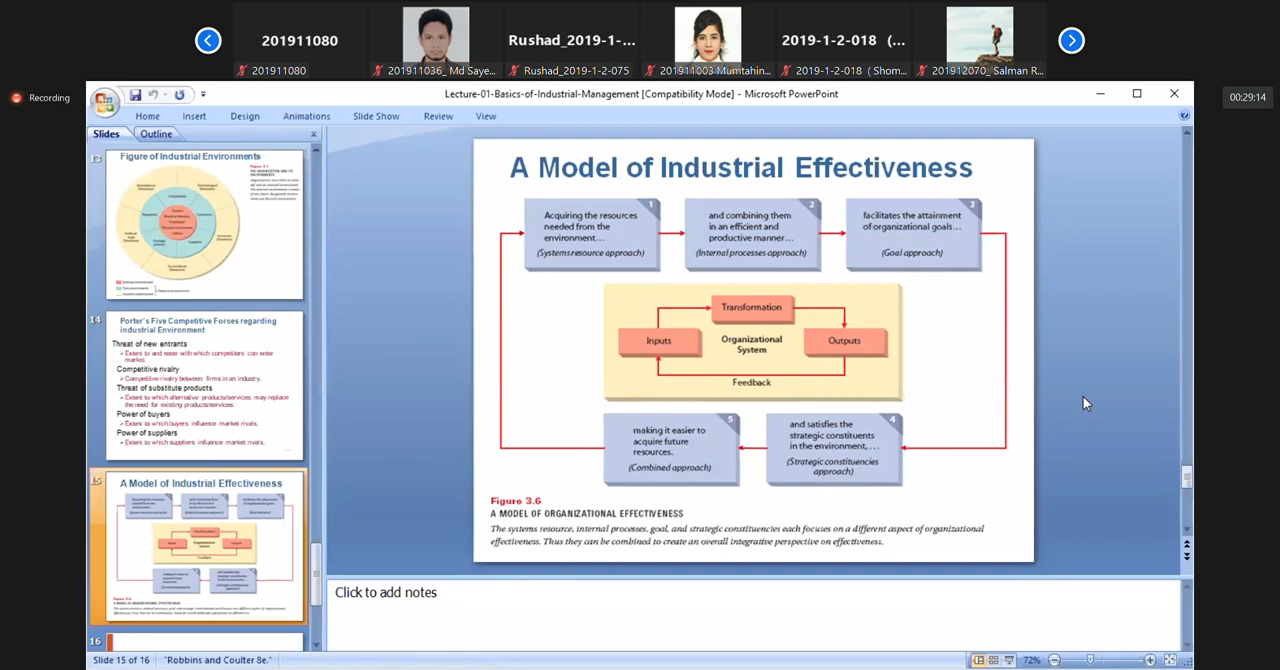 201911080
Rushad_2019-1-...
2019-1-2-018 (...
201911080
201911036_ Md Saye...
Rushad_2019-1-2-075
201911003 Mumtahin...
2019-1-2-018 ( Shom...
201912070_ Salman R...
Recording
00:29:14
Lecture-01-Basics-of-Industrial-Management [Compatibility Mode] - Microsoft PowerPoint
Home
Insert
Design
Animations
Slide Show
Review
View
Slides
Outline
13
Figure of Industrial Environments
14
Porter's Five Competitive Forces regarding
industrial Environment
Threat of new entrants
Extent to and ease with which competitors can enter
market.
Competitive rivalry
Competitive rivalry between firms in an industry.
Threat of substitute products
Extent to which alternative products/services may replace
the need for existing products/services.
Power of buyers
Extent to which buyers influence market rivals.
Power of suppliers
Extent to which suppliers influence market rivals.
15
A Model of Industrial Effectiveness
16
A Model of Industrial Effectiveness
1
Acquiring the resources
needed from the
environment...
(Systems resource approach)
2
and combining them
in an efficient and
productive manner...
(Internal processes approach)
3
facilitates the attainment
of organizational goals...
(Goal approach)
Transformation
Inputs
Organizational
System
Outputs
Feedback
5
making it easier to
acquire future
resources.
(Combined approach)
4
and satisfies the
strategic constituents
in the environment,...
(Strategic constituencies
approach)
Figure 3.6
A MODEL OF ORGANIZATIONAL EFFECTIVENESS
The systems resource, internal processes, goal, and strategic constituencies each focuses on a different aspect of organizational
effectiveness. Thus they can be combined to create an overall integrative perspective on effectiveness.
Click to add notes
Slide 15 of 16
"Robbins and Coulter 8e."
72%